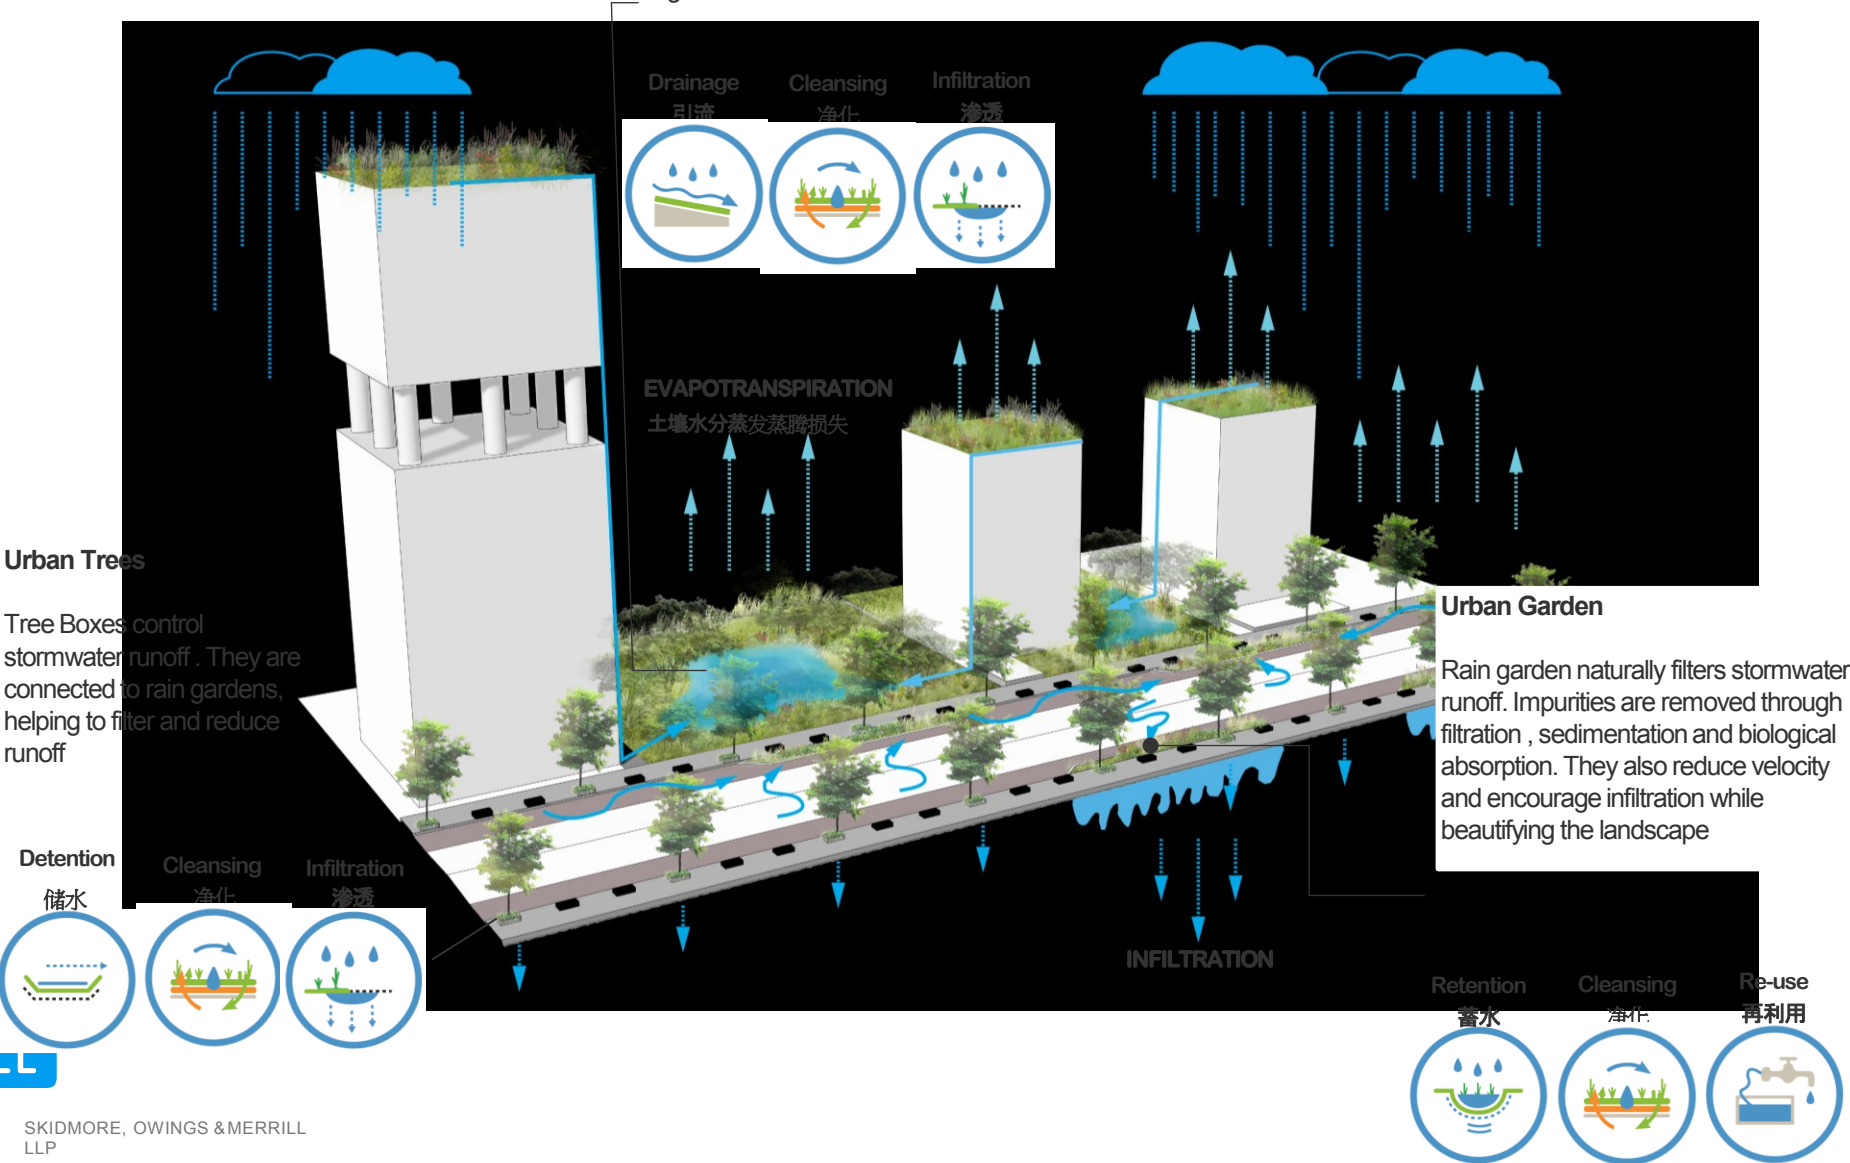 Drainage
引流
Cleansing
净化
Infiltration
渗透
EVAPOTRANSPIRATION
土壤水分蒸发蒸腾损失
Urban Trees
Tree Boxes control
stormwater runoff . They are
connected to rain gardens,
helping to filter and reduce
runoff
Urban Garden
Rain garden naturally filters stormwater
runoff. Impurities are removed through
filtration , sedimentation and biological
absorption. They also reduce velocity
and encourage infiltration while
beautifying the landscape
Detention
储水
Cleansing
净化
Infiltration
渗透
INFILTRATION
Retention
蓄水
Cleansing
净化
Re-use
再利用
SKIDMORE, OWINGS & MERRILL
LLP